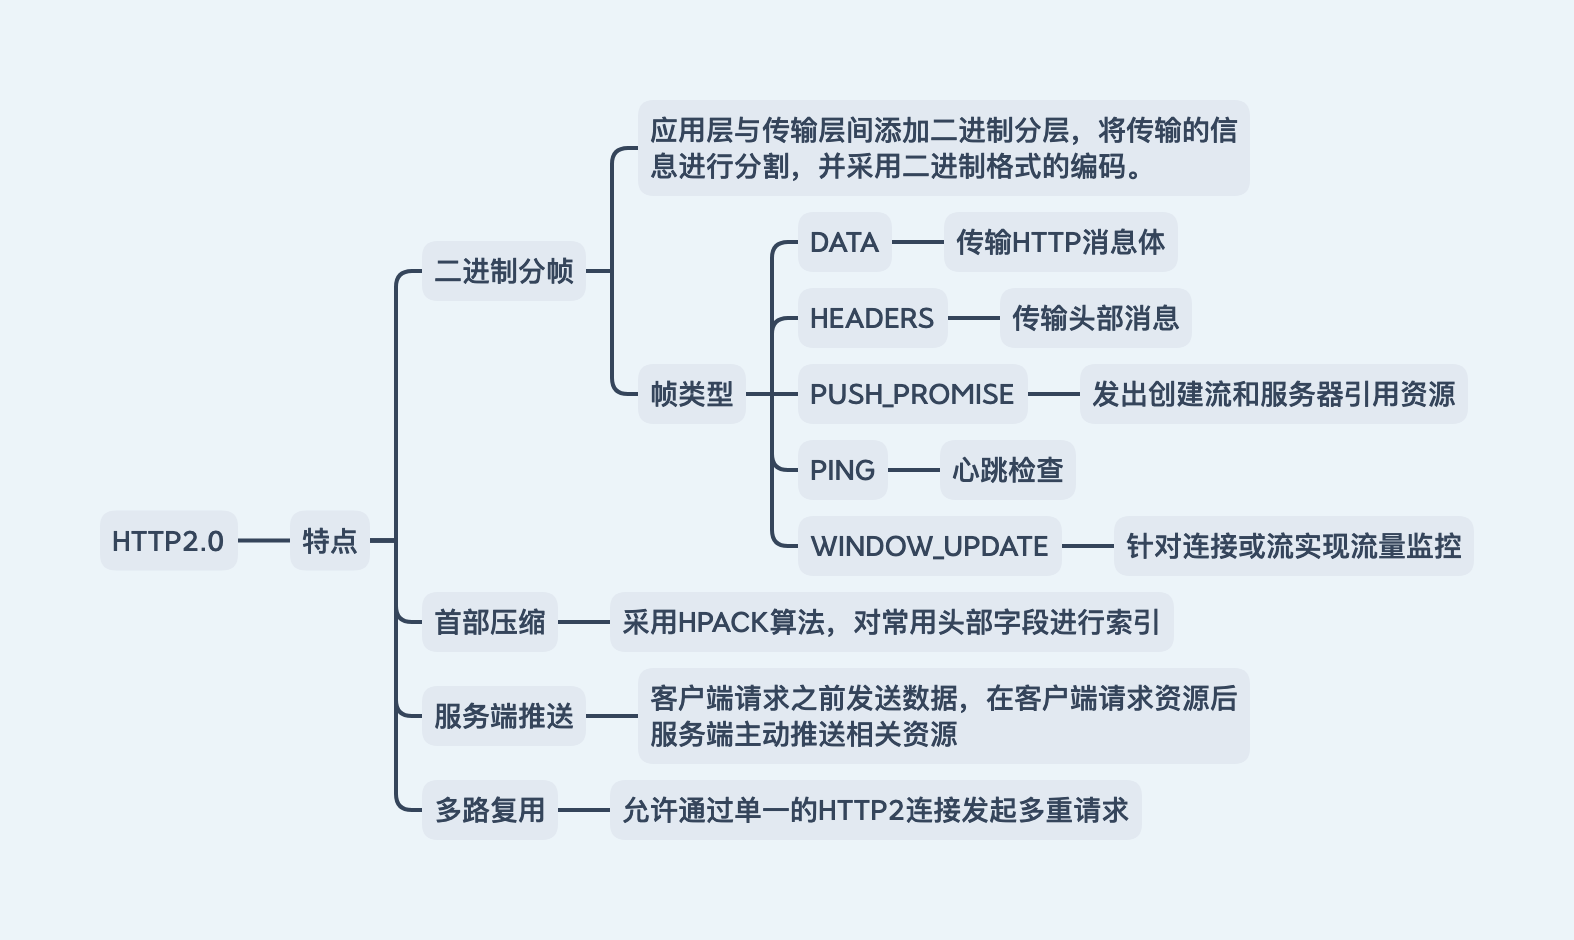 HTTP2.0
特点
二进制分帧
应用层与传输层间添加二进制分层，将传输的信
息进行分割，并采用二进制格式的编码。
帧类型
DATA
传输HTTP消息体
HEADERS
传输头部消息
PUSH_PROMISE
发出创建流和服务器引用资源
PING
心跳检查
WINDOW_UPDATE
针对连接或流实现流量监控
首部压缩
采用HPACK算法，对常用头部字段进行索引
服务端推送
客户端请求之前发送数据，在客户端请求资源后
服务端主动推送相关资源
多路复用
允许通过单一的HTTP2连接发起多重请求